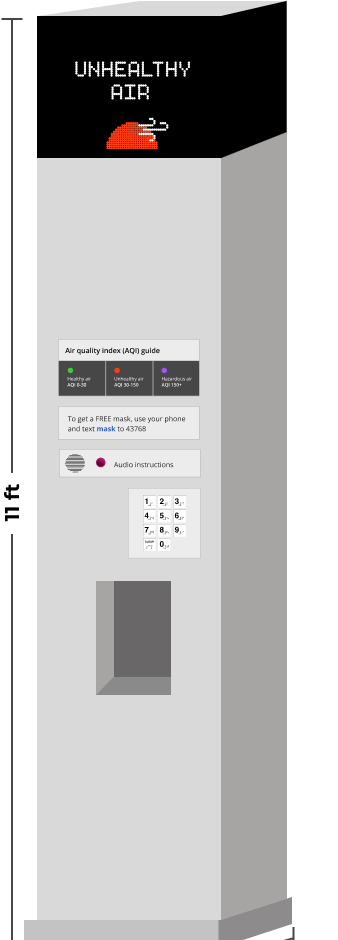 UNHEALTHY
AIR
Air quality index (AQI) guide
Healthy air
AQI 0-30
Unhealthy air
AQI 30-150
Hazardous air
AQI 150+
To get a FREE mask, use your phone
and text mask to 43768
Audio instructions
1 2 3
4 5 6
7 8 9
0
11 ft